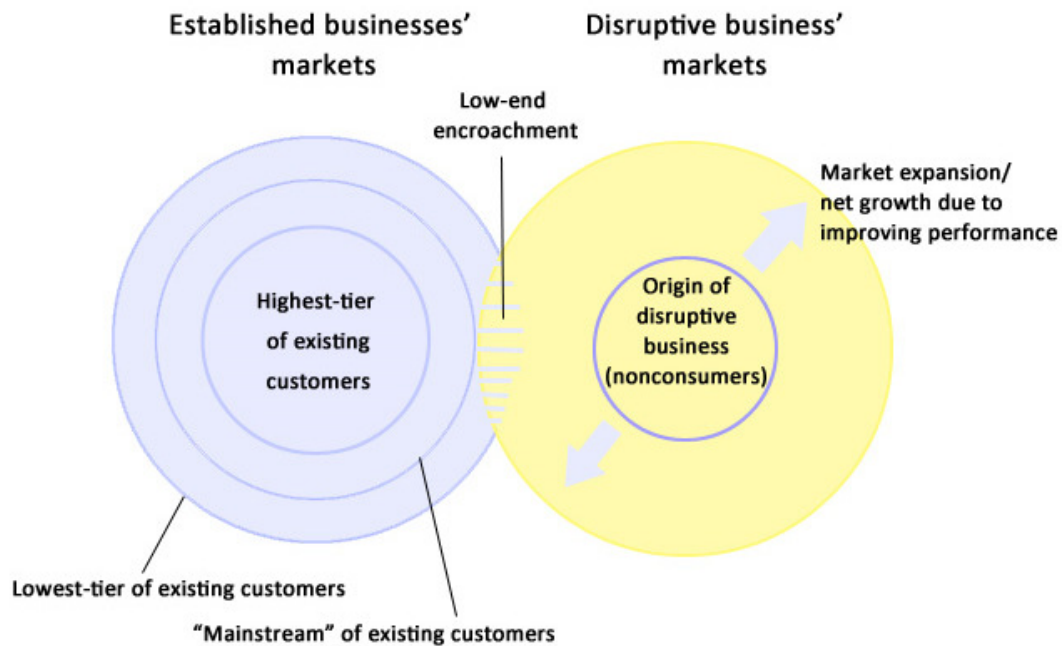 Established businesses’
markets
Disruptive business’
markets
Low-end
encroachment
Market expansion/
net growth due to
improving performance
Highest-tier
of existing
customers
Origin of
disruptive
business
(nonconsumers)
Lowest-tier of existing customers
“Mainstream” of existing customers